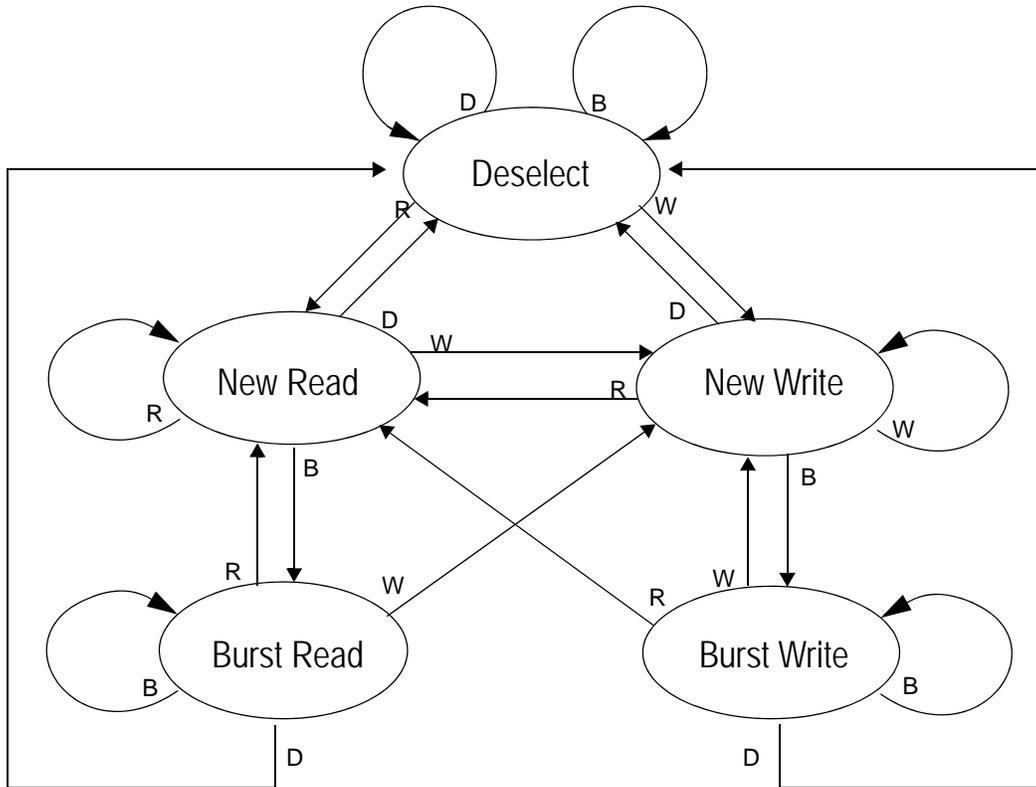 D B
Deselect
R W
D D
W
New Read New Write
R
R W
B B
R W R W
Burst Read Burst Write
B B
D D